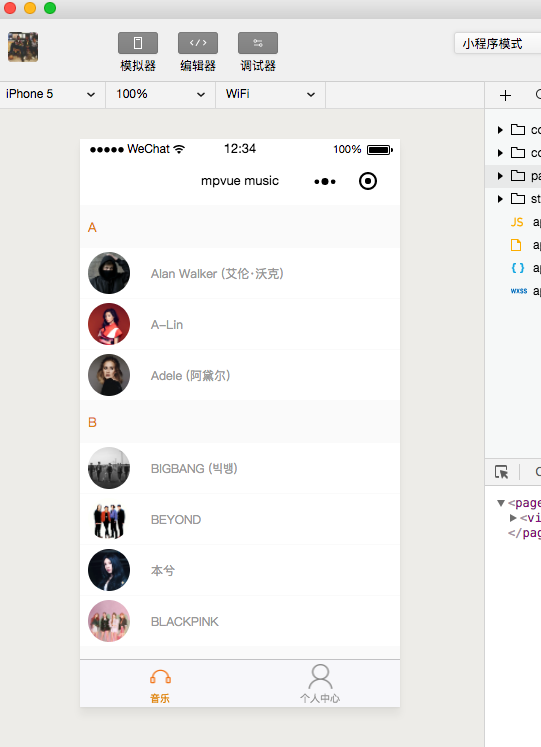 小程序模式
模拟器 编辑器 调试器
iPhone 5 100% WiFi
WeChat 12:34 100%
mpvue music
A
Alan Walker (艾伦·沃克)
A-Lin
Adele (阿黛尔)
B
BIGBANG (빅뱅)
BEYOND
本兮
BLACKPINK
音乐 个人中心
co
co
pa
st
JS ap
ap
{ } ap
WXSS ap
<page
<vi
</pag